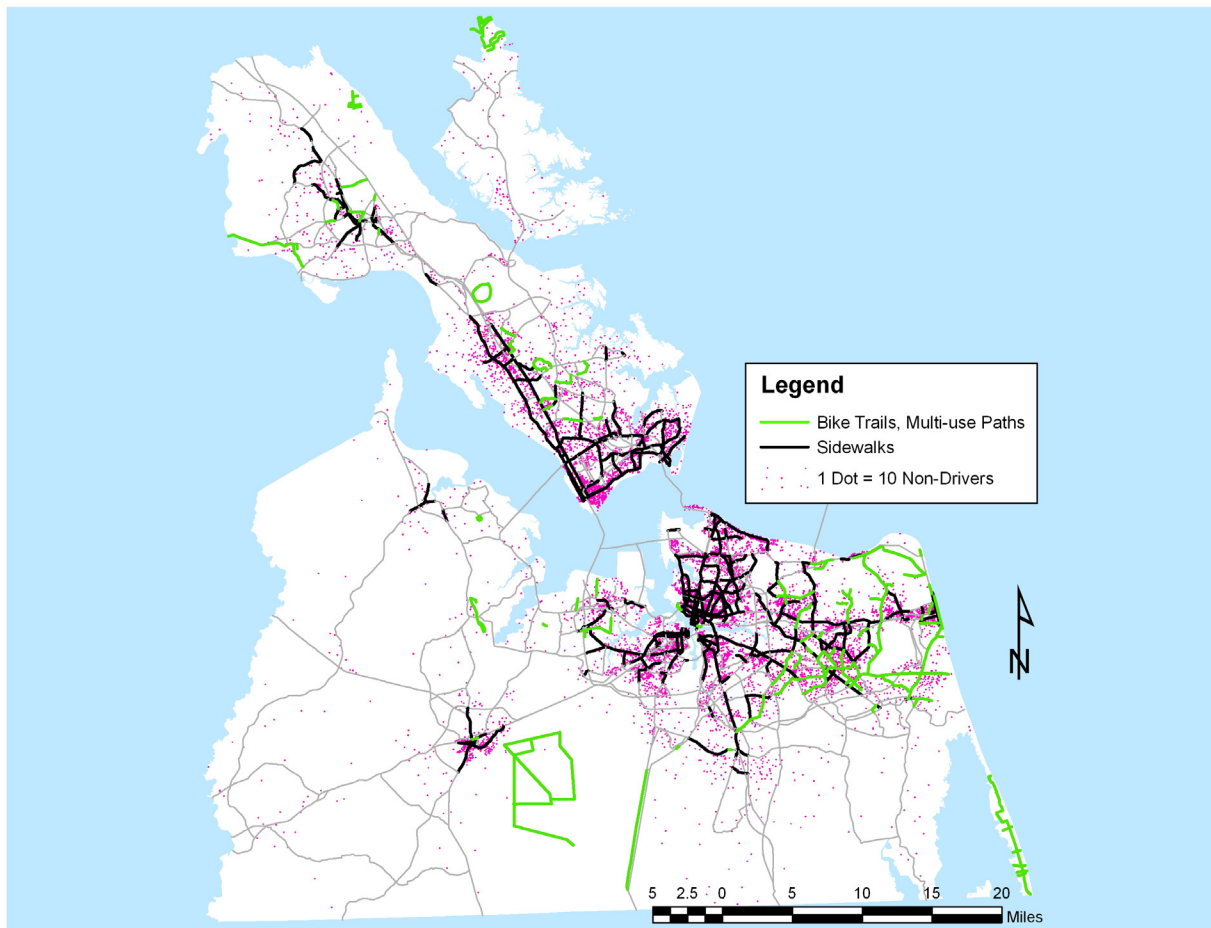 Legend
Bike Trails, Multi-use Paths
Sidewalks
1 Dot = 10 Non-Drivers
N
5 2.5 0 5 10 15 20
Miles